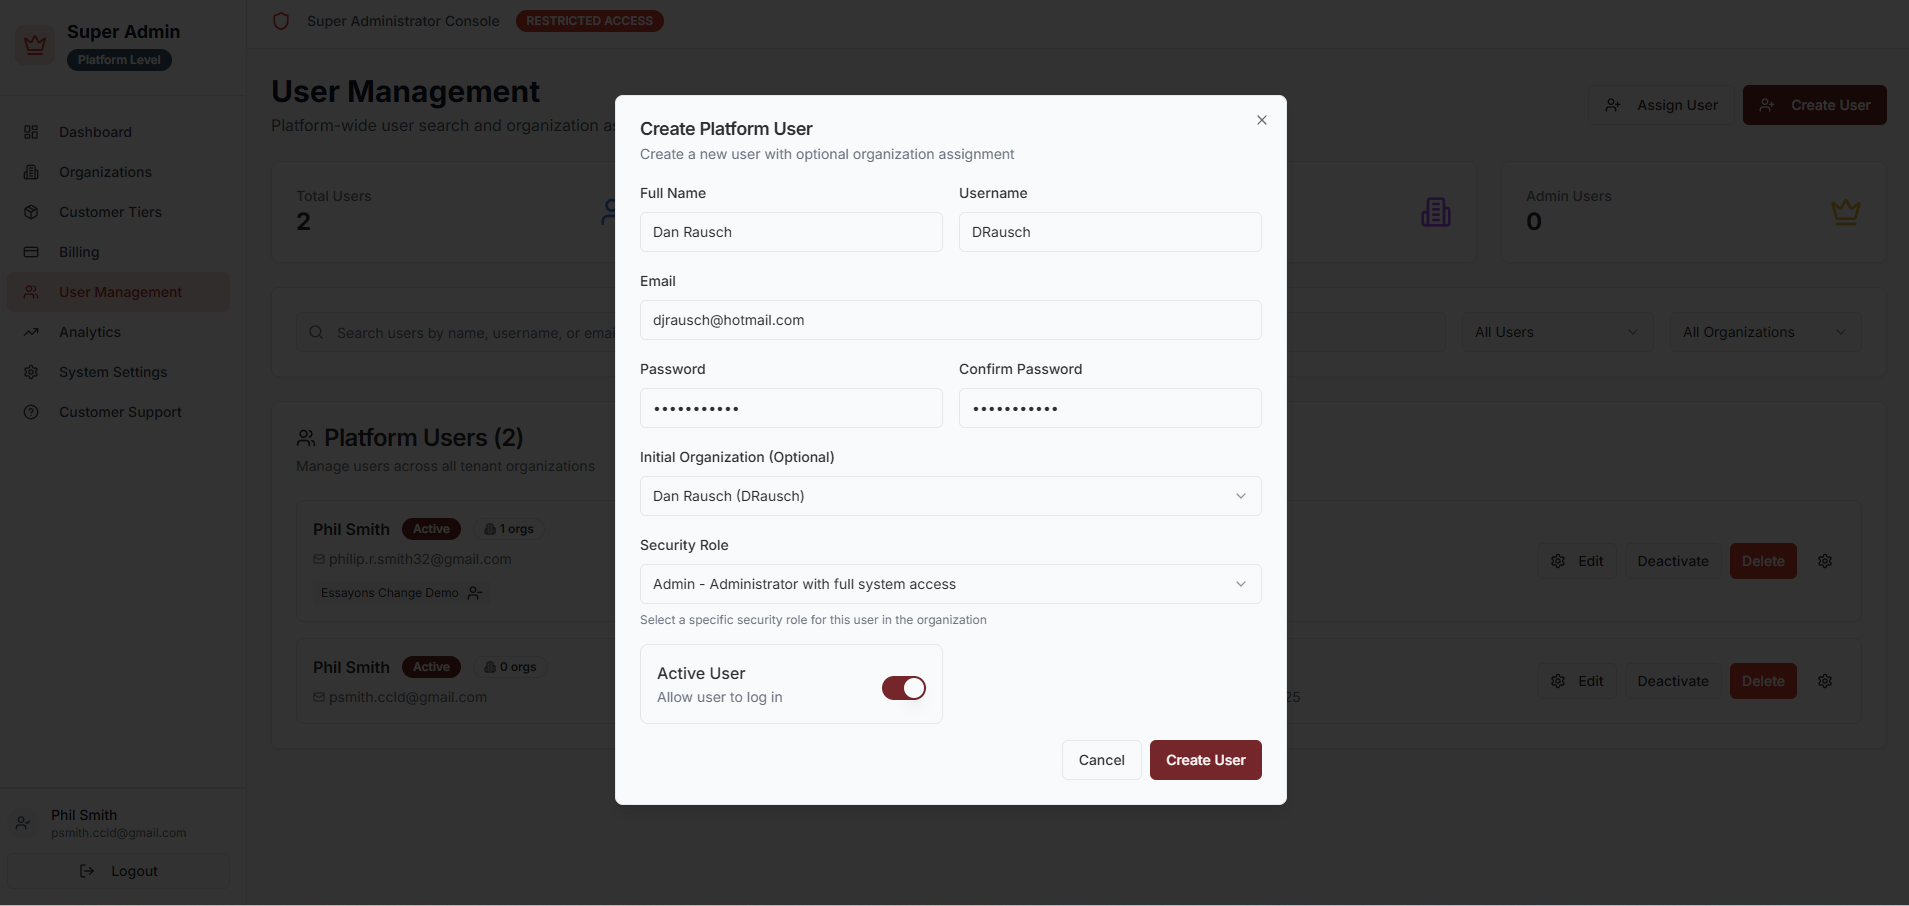 Super Admin
Platform Level
Dashboard
Organizations
Customer Tiers
Billing
User Management
Analytics
System Settings
Customer Support
Phil Smith
psmith.ccld@gmail.com
Logout
Super Administrator Console
RESTRICTED ACCESS
User Management
Platform-wide user search and organization as
Assign User
Create User
Total Users
2
Admin Users
0
Search users by name, username, or emai
All Users
All Organizations
Platform Users (2)
Manage users across all tenant organizations
Phil Smith
Active
1 orgs
philip.r.smith32@gmail.com
Essayons Change Demo
Edit
Deactivate
Delete
Phil Smith
Active
0 orgs
psmith.ccld@gmail.com
25
Edit
Deactivate
Delete
Create Platform User
Create a new user with optional organization assignment
Full Name
Username
Dan Rausch
DRausch
Email
djrausch@hotmail.com
Password
Confirm Password
•••••••••••
•••••••••••
Initial Organization (Optional)
Dan Rausch (DRausch)
Security Role
Admin - Administrator with full system access
Select a specific security role for this user in the organization
Active User
Allow user to log in
Cancel
Create User